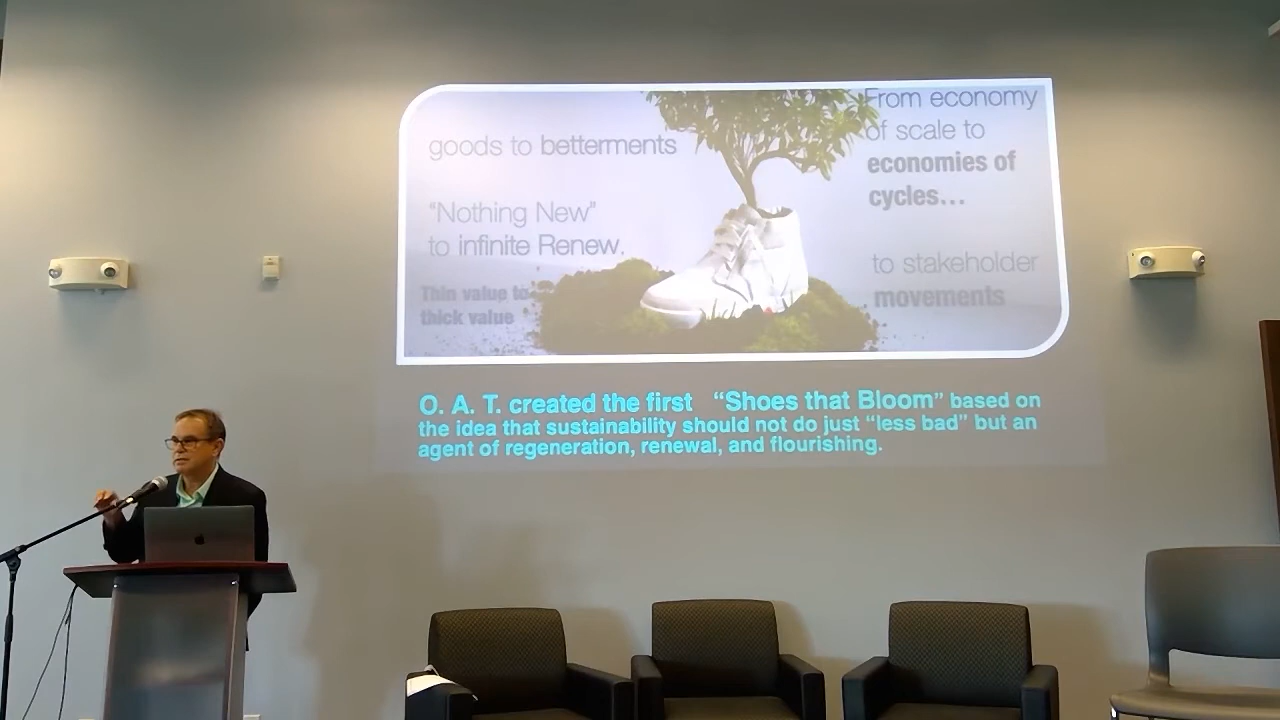 goods to betterments
“Nothing New”
to infinite Renew.
Thin value to
thick value
From economy
of scale to
economies of
cycles...
to stakeholder
movements
O. A. T. created the first “Shoes that Bloom” based on
the idea that sustainability should not do just “less bad” but an
agent of regeneration, renewal, and flourishing.